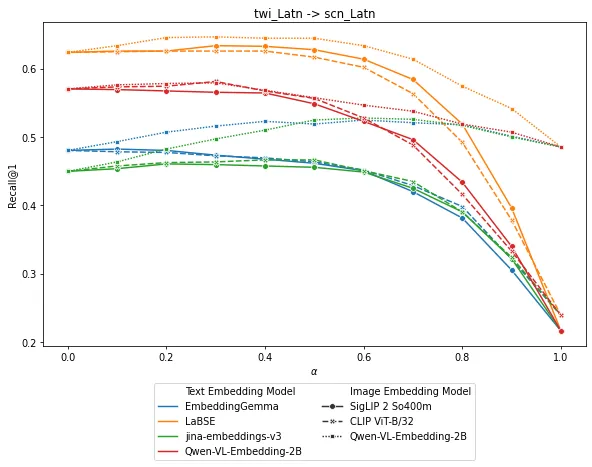 twi_Latn -> scn_Latn
Recall@1
0.6
0.5
0.4
0.3
0.2
0.0 0.2 0.4 0.6 0.8 1.0
α
Text Embedding Model Image Embedding Model
EmbeddingGemma SigLIP 2 So400m
LaBSE CLIP ViT-B/32
jina-embeddings-v3 Qwen-VL-Embedding-2B
Qwen-VL-Embedding-2B